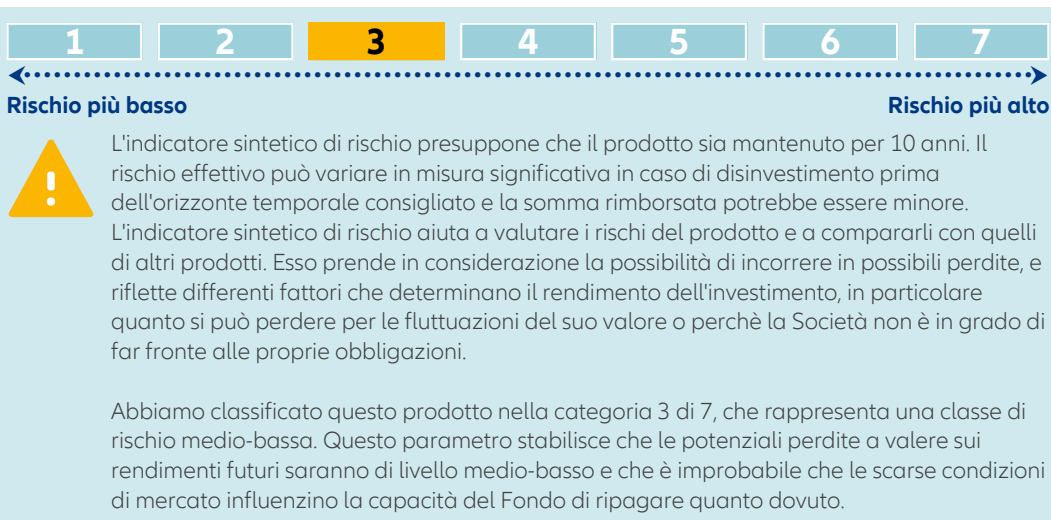 1 2 3 4 5 6 7
Rischio più basso Rischio più alto
L'indicatore sintetico di rischio presuppone che il prodotto sia mantenuto per 10 anni. Il
rischio effettivo può variare in misura significativa in caso di disinvestimento prima
dell'orizzonte temporale consigliato e la somma rimborsata potrebbe essere minore.
L'indicatore sintetico di rischio aiuta a valutare i rischi del prodotto e a compararli con quelli
di altri prodotti. Esso prende in considerazione la possibilità di incorrere in possibili perdite, e
riflette differenti fattori che determinano il rendimento dell'investimento, in particolare
quanto si può perdere per le fluttuazioni del suo valore o perchè la Società non è in grado di
far fronte alle proprie obbligazioni.
Abbiamo classificato questo prodotto nella categoria 3 di 7, che rappresenta una classe di
rischio medio-bassa. Questo parametro stabilisce che le potenziali perdite a valere sui
rendimenti futuri saranno di livello medio-basso e che è improbabile che le scarse condizioni
di mercato influenzino la capacità del Fondo di ripagare quanto dovuto.